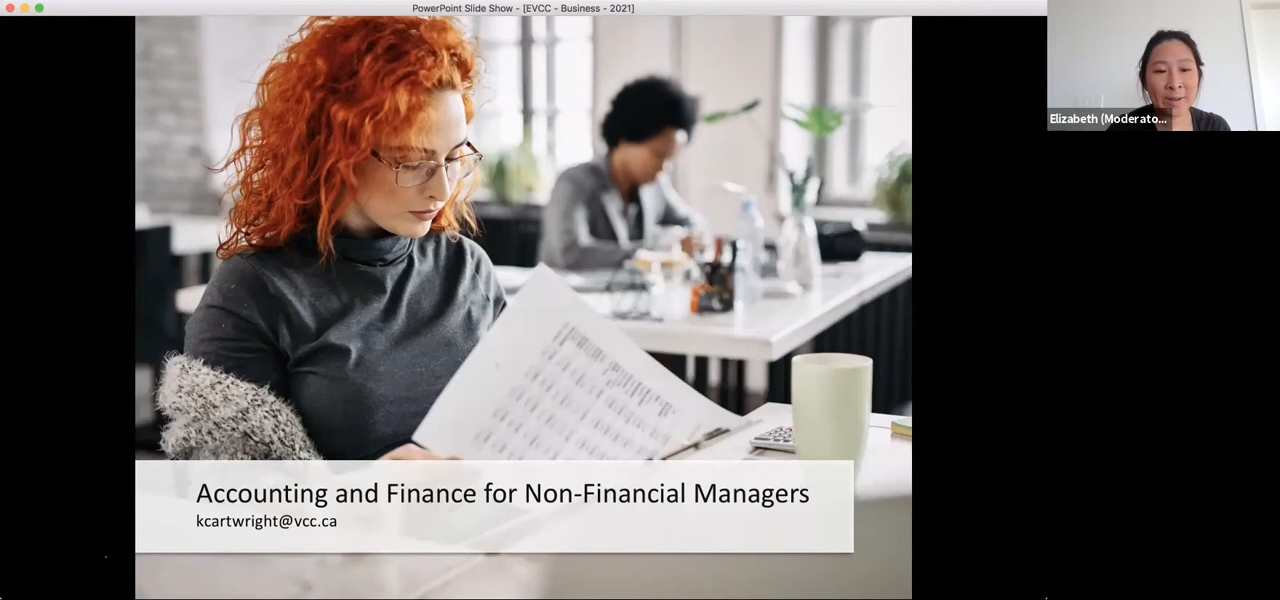 PowerPoint Slide Show - [EVCC - Business - 2021]
Elizabeth (Moderato...
Accounting and Finance for Non-Financial Managers
kcartwright@vcc.ca